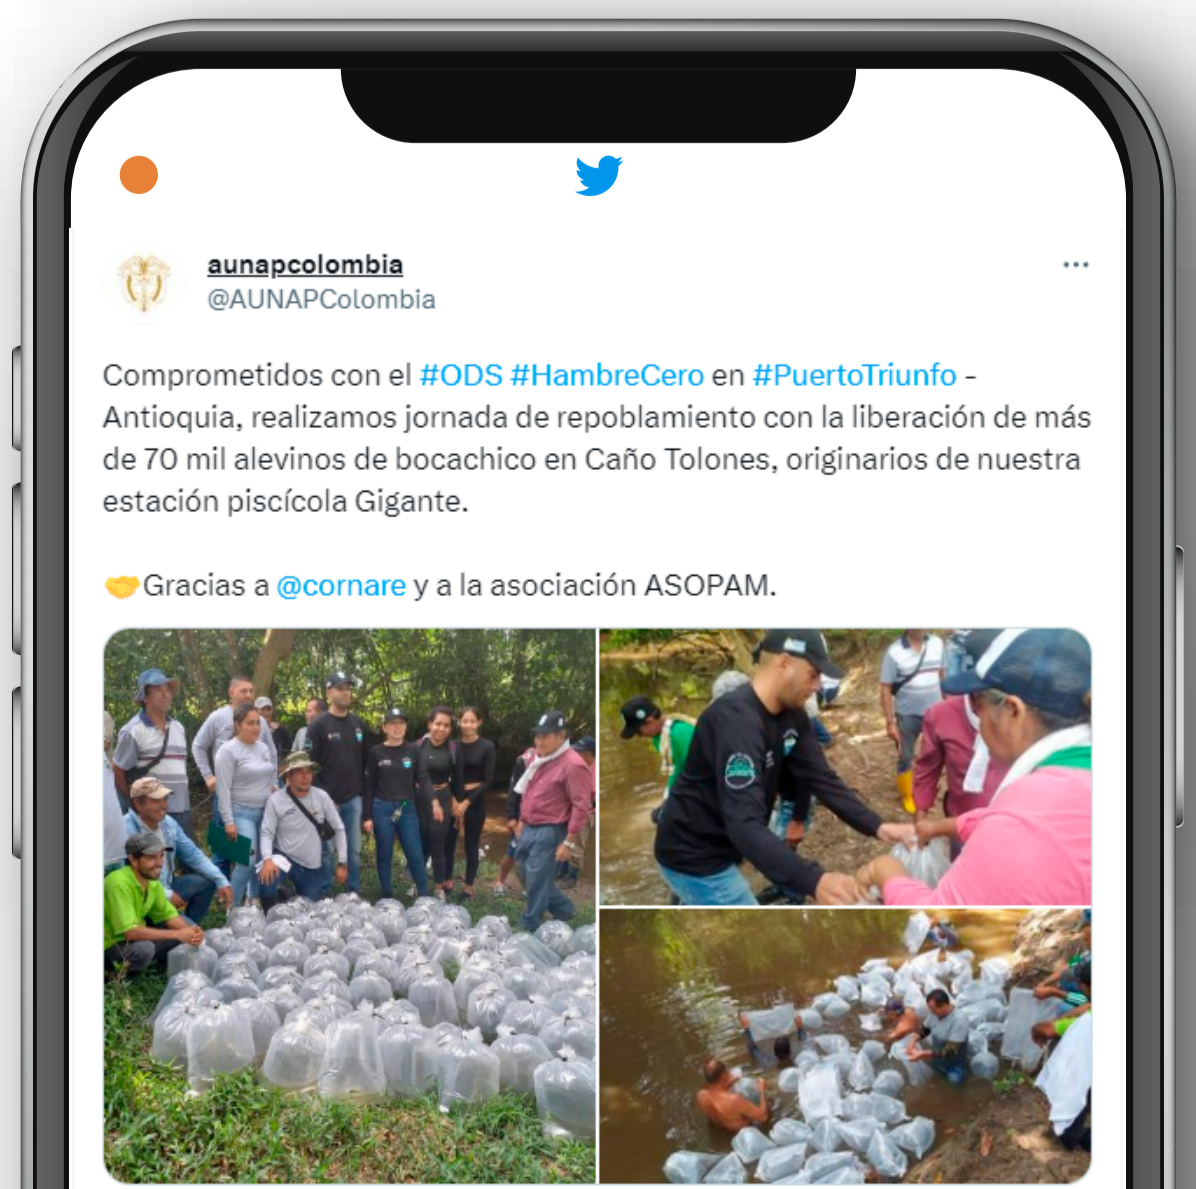 aunapcolombia
@AUNAPColombia
Comprometidos con el #ODS #HambreCero en #PuertoTriunfo -
Antioquia, realizamos jornada de repoblamiento con la liberación de más
de 70 mil alevinos de bocachico en Caño Tolones, originarios de nuestra
estación piscícola Gigante.
Gracias a @cornare y a la asociación ASOPAM.